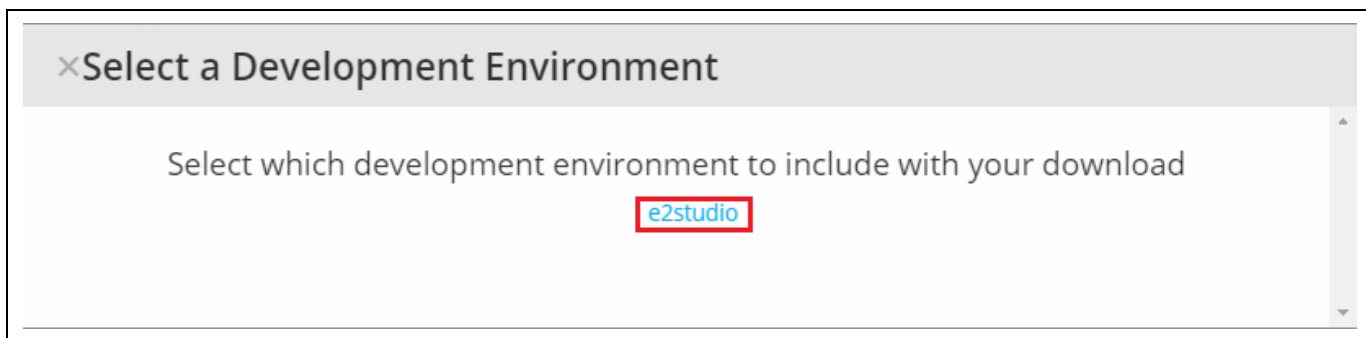 ×Select a Development Environment
Select which development environment to include with your download
e2studio